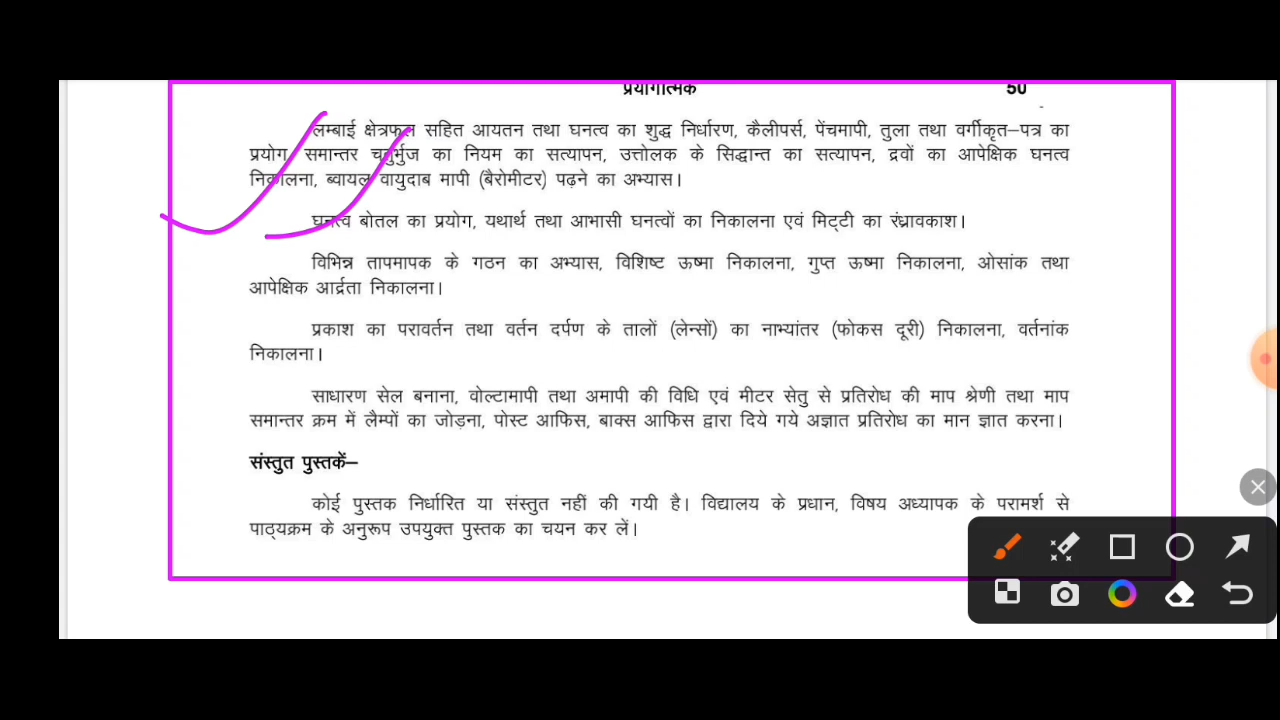 प्रयोगात्मक 50
लम्बाई क्षेत्रफल सहित आयतन तथा घनत्व का शुद्ध निर्धारण, कैलीपर्स, पेंचमापी, तुला तथा वर्गीकृत–पत्र का
प्रयोग, समान्तर चतुर्भुज का नियम का सत्यापन, उत्तोलक के सिद्धान्त का सत्यापन, द्रवों का आपेक्षिक घनत्व
निकालना, ब्वायल वायुदाब मापी (बैरोमीटर) पढ़ने का अभ्यास।
घनत्व बोतल का प्रयोग, यथार्थ तथा आभासी घनत्वों का निकालना एवं मिट्टी का रंध्रावकाश।
विभिन्न तापमापक के गठन का अभ्यास, विशिष्ट ऊष्मा निकालना, गुप्त ऊष्मा निकालना, ओसांक तथा
आपेक्षिक आर्द्रता निकालना।
प्रकाश का परावर्तन तथा वर्तन दर्पण के तालों (लेन्सों) का नाभ्यांतर (फोकस दूरी) निकालना, वर्तनांक
निकालना।
साधारण सेल बनाना, वोल्टामापी तथा अमापी की विधि एवं मीटर सेतु से प्रतिरोध की माप श्रेणी तथा माप
समान्तर क्रम में लैम्पों का जोड़ना, पोस्ट आफिस, बाक्स आफिस द्वारा दिये गये अज्ञात प्रतिरोध का मान ज्ञात करना।
संस्तुत पुस्तकें–
कोई पुस्तक निर्धारित या संस्तुत नहीं की गयी है। विद्यालय के प्रधान, विषय अध्यापक के परामर्श से
पाठ्यक्रम के अनुरूप उपयुक्त पुस्तक का चयन कर लें।